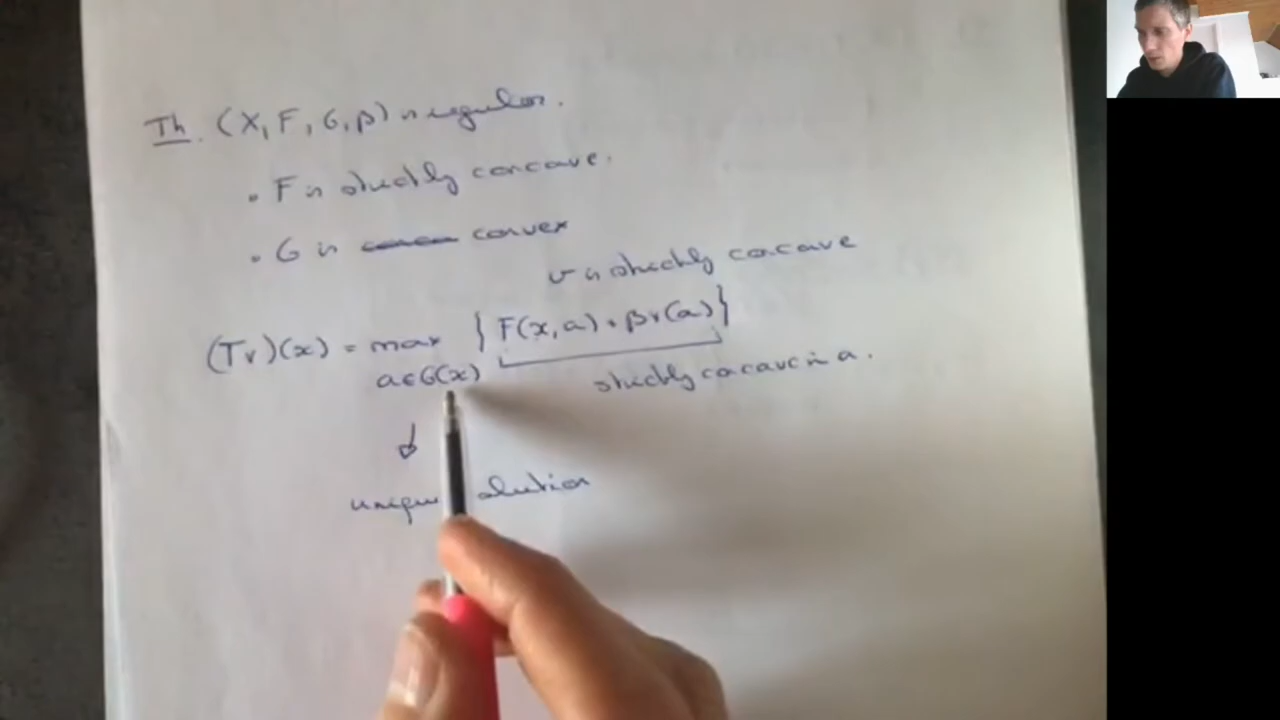 Th. (X, F, G, β) is regular.
• F is strictly concave.
• G is convex
v is strictly concave
(Tv)(x) = max { F(x,a) + βv(a) }
a ∈ G(x)
strictly concave in a.
unique solution